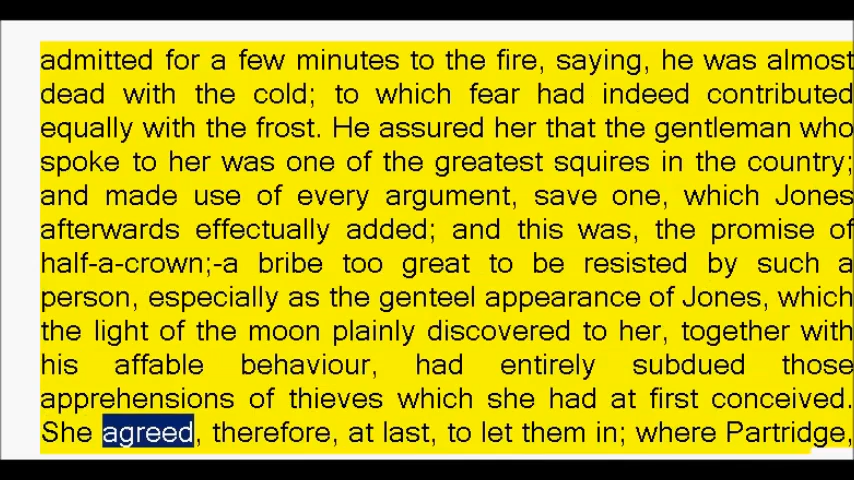 admitted for a few minutes to the fire, saying, he was almost
dead with the cold; to which fear had indeed contributed
equally with the frost. He assured her that the gentleman who
spoke to her was one of the greatest squires in the country;
and made use of every argument, save one, which Jones
afterwards effectually added; and this was, the promise of
half-a-crown;-a bribe too great to be resisted by such a
person, especially as the genteel appearance of Jones, which
the light of the moon plainly discovered to her, together with
his affable behaviour, had entirely subdued those
apprehensions of thieves which she had at first conceived.
She agreed, therefore, at last, to let them in; where Partridge,